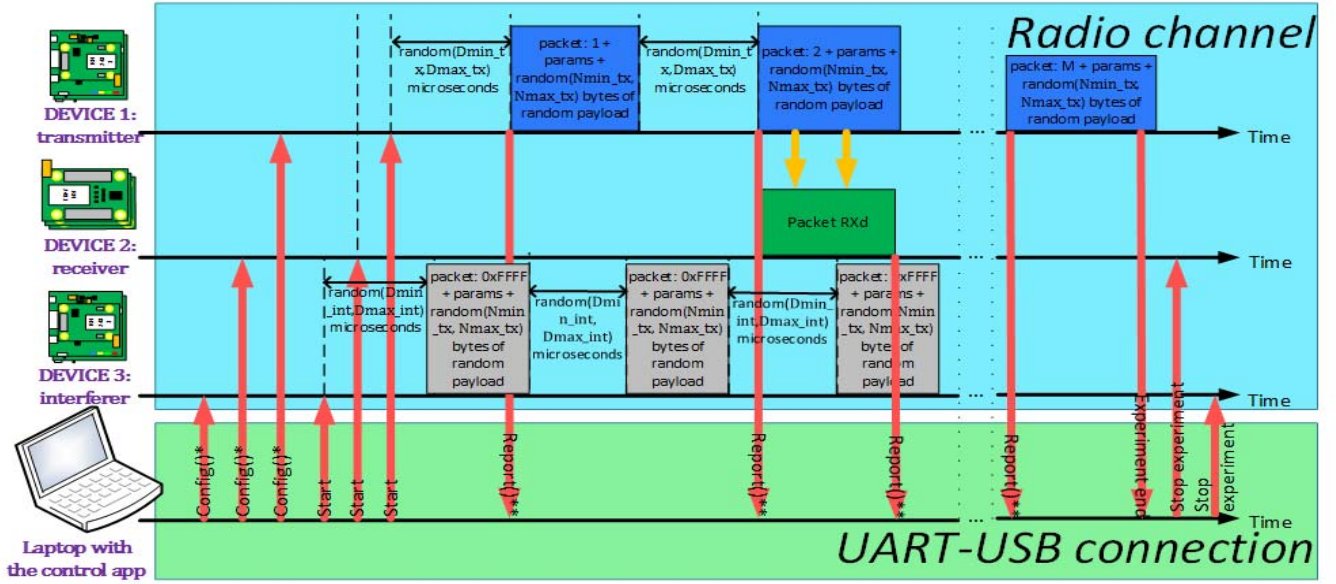 Radio channel
random(Dmin_t
x,Dmax_tx)
microseconds
packet: 1 +
params +
random(Nmin_tx,
Nmax_tx) bytes
of random
payload
random(Dmin_t
x,Dmax_tx)
microseconds
packet: 2 + params +
random(Nmin_tx,
Nmax_tx) bytes of
random payload
packet: M + params +
random(Nmin_tx,
Nmax_tx) bytes of
random payload
DEVICE 1:
transmitter
...
Time
Packet RXd
DEVICE 2:
receiver
...
Time
random(Dmin
_int,Dmax_int)
microseconds
packet: 0xFFFF
+ params +
random(Nmin
_tx, Nmax_tx)
bytes of
random
payload
random(Dmi
n_int,
Dmax_int)
microseconds
packet: 0xFFFF
+ params +
random(Nmin
_tx, Nmax_tx)
bytes of
random
payload
random(Dmin_
int,Dmax_int)
microseconds
packet: 0xFFFF
+ params +
random(Nmin
_tx, Nmax_tx)
bytes of
random
payload
DEVICE 3:
interferer
...
Time
Config()*
Config()*
Config()*
Start
Start
Start
Report()**
Report()**
Report()***
Report()**
Experiment end
Stop experiment
Stop
experiment
...
Time
Laptop with
the control app
UART-USB connection